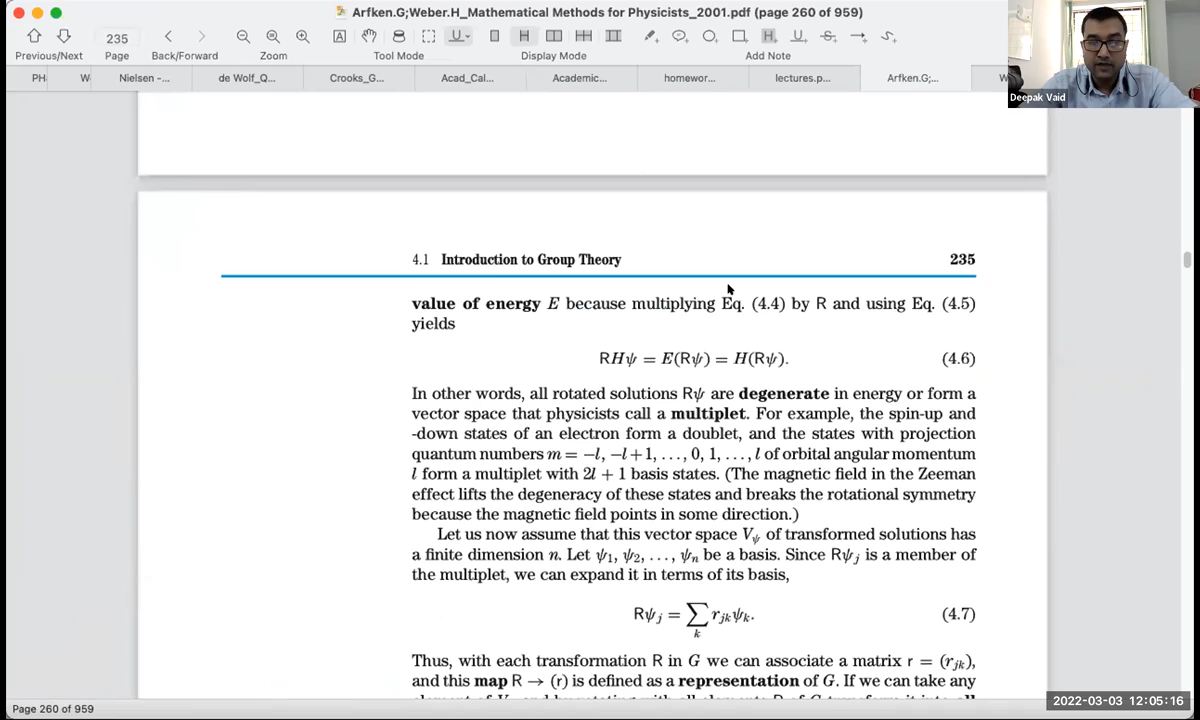 Arfken.G;Weber.H_Mathematical Methods for Physicists_2001.pdf (page 260 of 959)
235
Previous/Next Page Back/Forward Zoom Tool Mode Display Mode Add Note
PH W Nielsen -... de Wolf_Q... Crooks_G... Acad_Cal... Academic... homewor... lectures.p... Arfken.G;... W
Deepak Vaid
4.1 Introduction to Group Theory 235
value of energy E because multiplying Eq. (4.4) by R and using Eq. (4.5)
yields
RHψ = E(Rψ) = H(Rψ). (4.6)
In other words, all rotated solutions Rψ are degenerate in energy or form a
vector space that physicists call a multiplet. For example, the spin-up and
-down states of an electron form a doublet, and the states with projection
quantum numbers m = −l, −l+1, . . . , 0, 1, . . . , l of orbital angular momentum
l form a multiplet with 2l + 1 basis states. (The magnetic field in the Zeeman
effect lifts the degeneracy of these states and breaks the rotational symmetry
because the magnetic field points in some direction.)
Let us now assume that this vector space Vψ of transformed solutions has
a finite dimension n. Let ψ1, ψ2, . . . , ψn be a basis. Since Rψj is a member of
the multiplet, we can expand it in terms of its basis,
Rψj = ∑k rjkψk. (4.7)
Thus, with each transformation R in G we can associate a matrix r = (rjk),
and this map R → (r) is defined as a representation of G. If we can take any
Page 260 of 959
2022-03-03 12:05:16